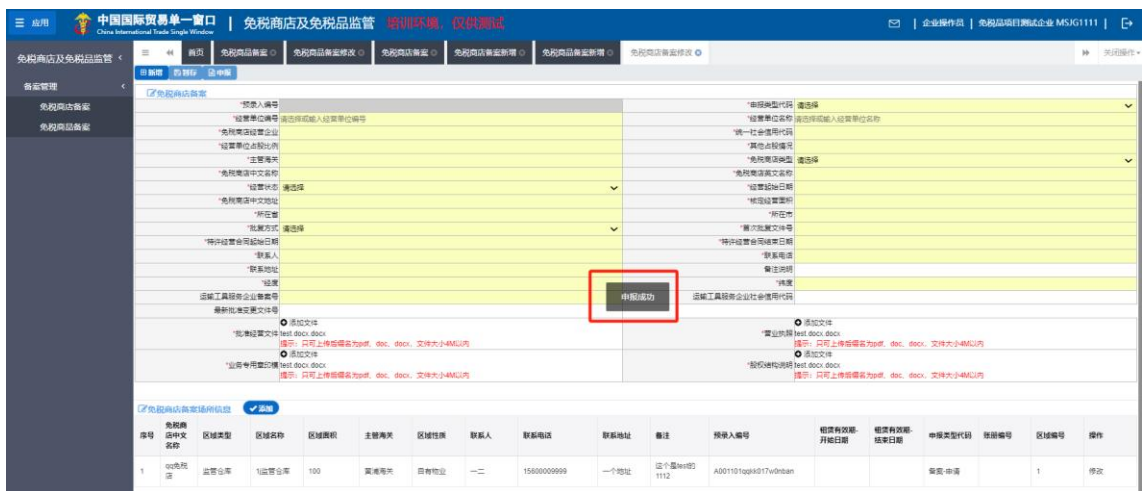 ☰ 应用 中国国际贸易单一窗口 | 免税商店及免税品监管 培训环境，仅供测试 企业操作员 | 免税品项目测试企业 MSJG1111 |
China International Trade Single Window
免税商店及免税品监管 首页 免税商品备案 免税商品备案修改 免税商店备案 免税商店备案新增 免税商品备案新增 免税商店备案修改 关闭操作
新增 暂存 申报
备案管理
免税商店备案
免税商品备案
免税商店备案
*预录入编号 *申报类型代码 请选择
*经营单位编号 请选择或输入经营单位编号 *经营单位名称 请选择或输入经营单位名称
*免税商店经营企业 *统一社会信用代码
*经营单位占股比例 *其他占股情况
*主管海关 *免税商店类型 请选择
*免税商店中文名称 *免税商店英文名称
*经营状态 请选择 *经营起始日期
*免税商店中文地址 *核定经营面积
*所在省 *所在市
*批复方式 请选择 *首次批复文件号
*特许经营合同起始日期 *特许经营合同结束日期
*联系人 *联系电话
*联系地址 备注说明
*经度 *纬度
运输工具服务企业备案号 运输工具服务企业社会信用代码
申报成功
最新批准变更文件号
添加文件 添加文件
*批准经营文件 test.docx.docx *营业执照 test.docx.docx
提示：只可上传后缀名为pdf、doc、docx、文件大小4M以内 提示：只可上传后缀名为pdf、doc、docx、文件大小4M以内
添加文件 添加文件
*业务专用章印模 test.docx.docx *股权结构说明 test.docx.docx
提示：只可上传后缀名为pdf、doc、docx、文件大小4M以内 提示：只可上传后缀名为pdf、doc、docx、文件大小4M以内
免税商店备案场所信息 添加
序号 免税商店中文名称 区域类型 区域名称 区域面积 主管海关 区域性质 联系人 联系电话 联系地址 备注 预录入编号 租赁有效期-开始日期 租赁有效期-结束日期 申报类型代码 账册编号 区域编号 操作
1 qq免税店 监管仓库 1监管仓库 100 黄浦海关 自有物业 一二 15600009999 一个地址 这个是test的1112 1 修改